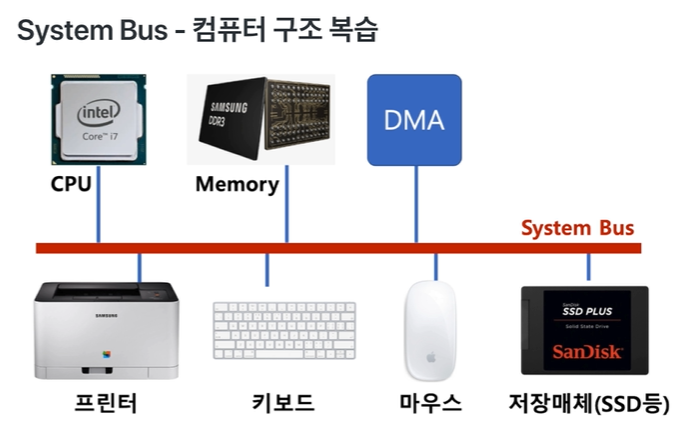 System Bus - 컴퓨터 구조 복습
intel
Core™ i7
SAMSUNG
DDR3
DMA
CPU
Memory
System Bus
SAMSUNG
SanDisk
SSD PLUS
Solid State Drive
SanDisk
프린터
키보드
마우스
저장매체(SSD등)